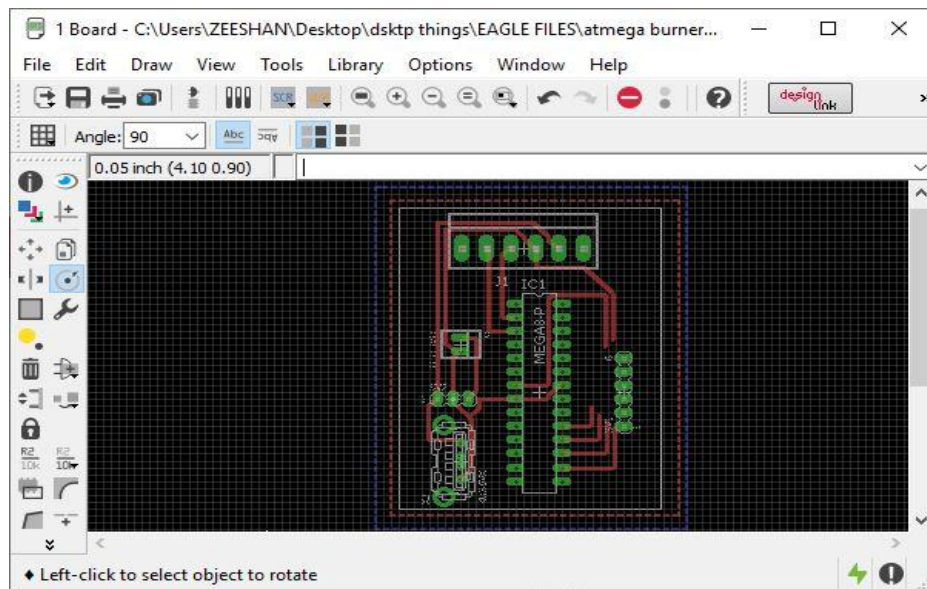 1 Board - C:\Users\ZEESHAN\Desktop\dsktp things\EAGLE FILES\atmega burner...
File Edit Draw View Tools Library Options Window Help
SCR
design link
Angle: 90 Abc Abc
0.05 inch (4.10 0.90)
J1 IC1
MEGA8-P
R2 R2
10k 10k
Left-click to select object to rotate